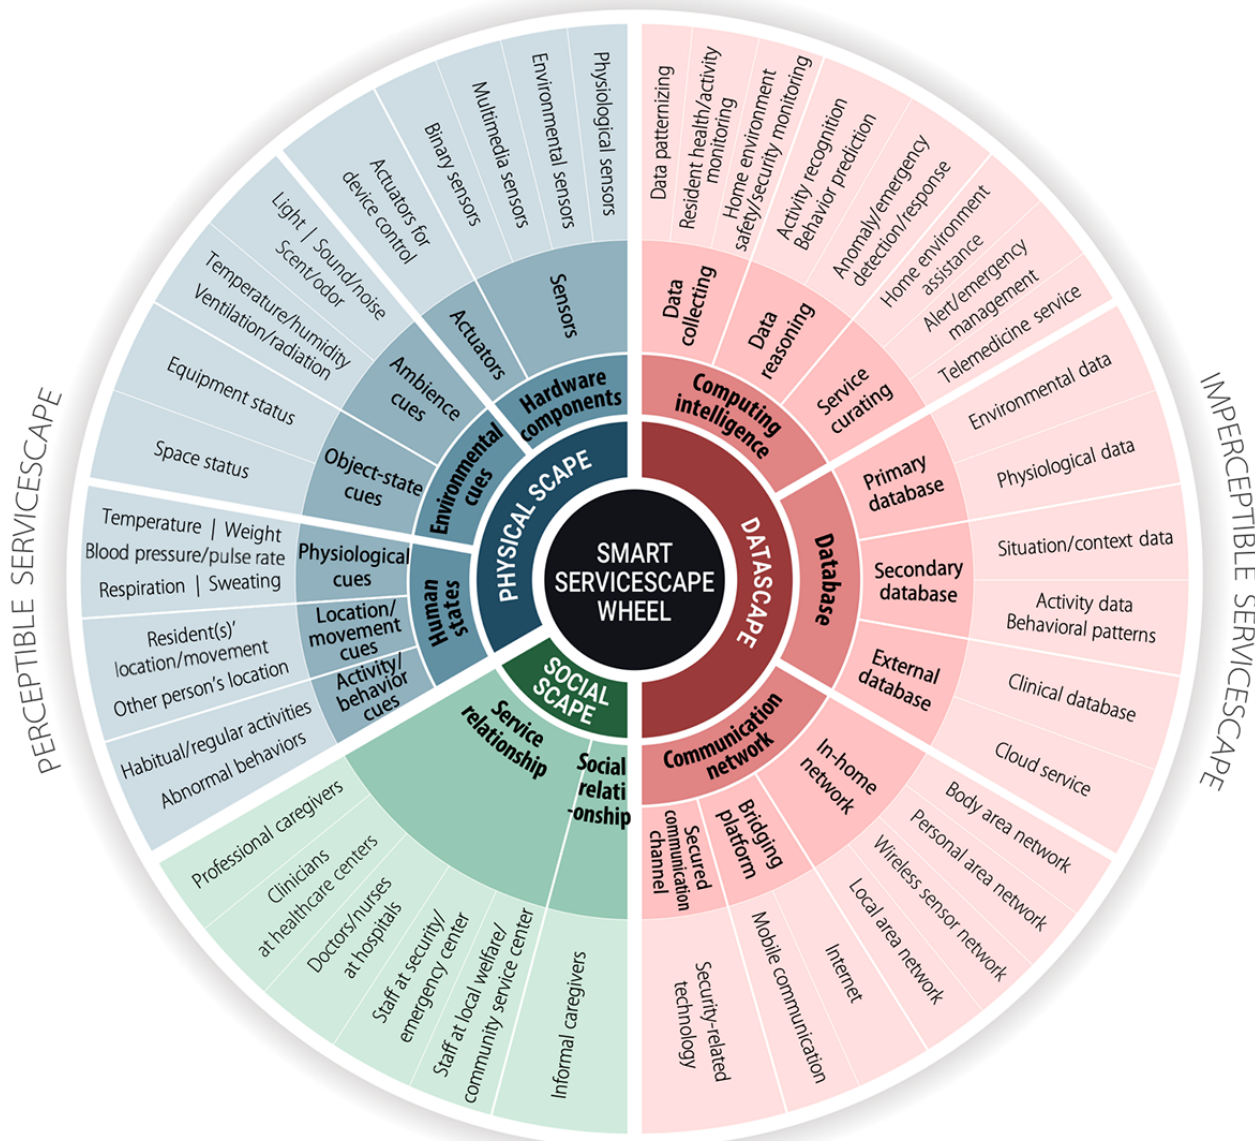 SMART
SERVICESCAPE
WHEEL
PERCEPTIBLE SERVICESCAPE
IMPERCEPTIBLE SERVICESCAPE
PHYSICAL SCAPE
Hardware
components
Sensors
Physiological sensors
Environmental sensors
Multimedia sensors
Binary sensors
Actuators
Actuators for
device control
Environmental
cues
Ambience
cues
Light | Sound/noise
Scent/odor
Temperature/humidity
Ventilation/radiation
Object-state
cues
Equipment status
Space status
Human
states
Physiological
cues
Temperature | Weight
Blood pressure/pulse rate
Respiration | Sweating
Location/
movement
cues
Resident(s)’
location/movement
Other person’s location
Activity/
behavior
cues
Habitual/regular activities
Abnormal behaviors
SOCIAL
SCAPE
Service
relationship
Professional caregivers
Clinicians
at healthcare centers
Doctors/nurses
at hospitals
Staff at security/
emergency center
Staff at local welfare/
community service center
Social
relati
-onship
Informal caregivers
DATASCAPE
Computing
intelligence
Data
collecting
Data patternizing
Resident health/activity
monitoring
Home environment
safety/security monitoring
Data
reasoning
Activity recognition
Behavior prediction
Anomaly/emergency
detection/response
Service
curating
Home environment
assistance
Alert/emergency
management
Telemedicine service
Database
Primary
database
Environmental data
Physiological data
Secondary
database
Situation/context data
Activity data
Behavioral patterns
External
database
Clinical database
Cloud service
Communication
network
In-home
network
Body area network
Personal area network
Wireless sensor network
Local area network
Bridging
platform
Internet
Mobile communication
Secured
communication
channel
Security-related
technology